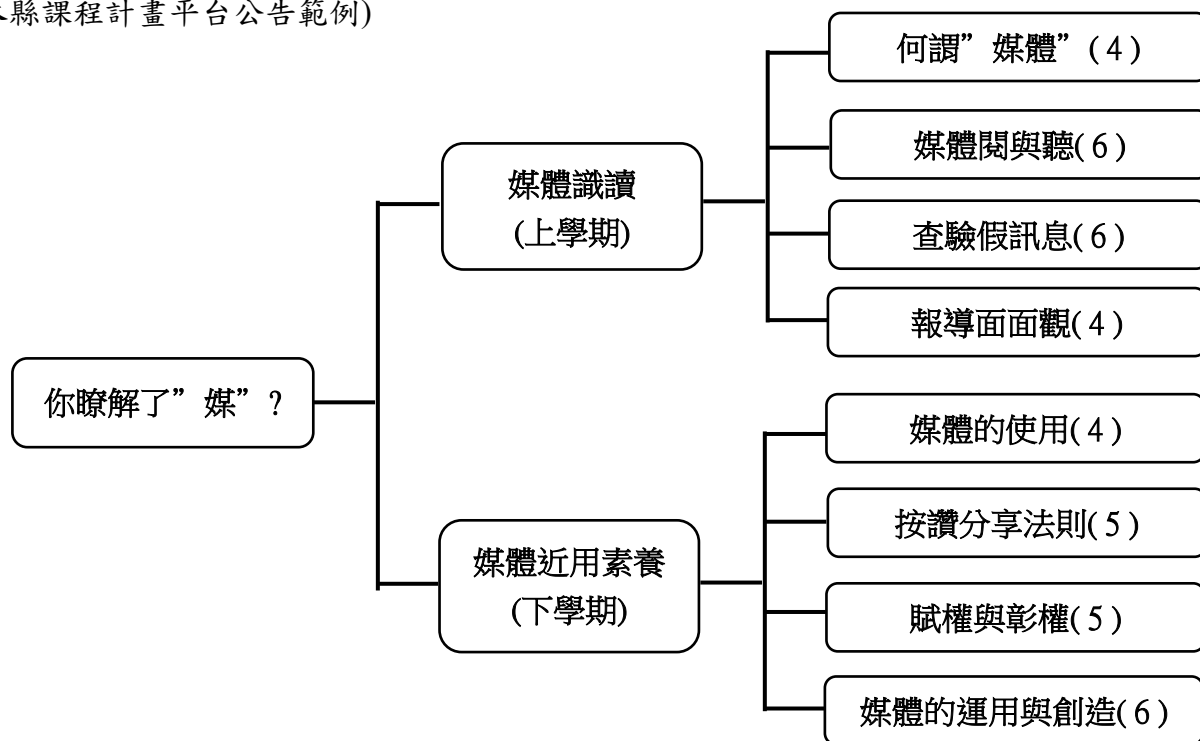 縣課程計畫平台公告範例)
你瞭解了”媒”?
媒體識讀
(上學期)
何謂”媒體”(4)
媒體閱與聽(6)
查驗假訊息(6)
報導面面觀(4)
媒體近用素養
(下學期)
媒體的使用(4)
按讚分享法則(5)
賦權與彰權(5)
媒體的運用與創造(6)